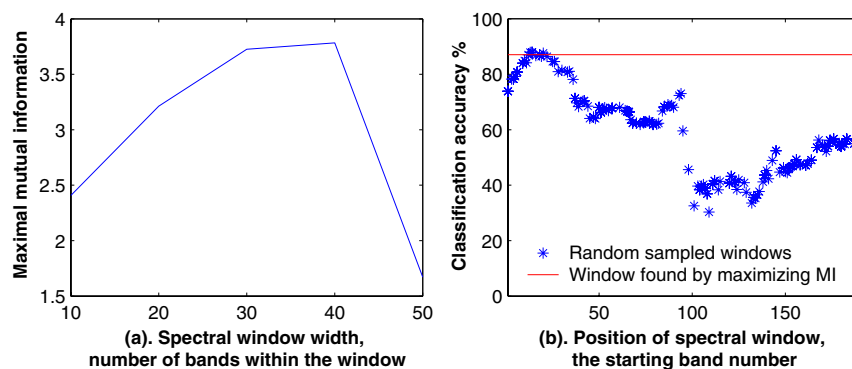 Maximal mutual information
4
3.5
3
2.5
2
1.5
10 20 30 40 50
(a). Spectral window width,
number of bands within the window
Classification accuracy %
100
80
60
40
20
0
50 100 150
Random sampled windows
Window found by maximizing MI
(b). Position of spectral window,
the starting band number